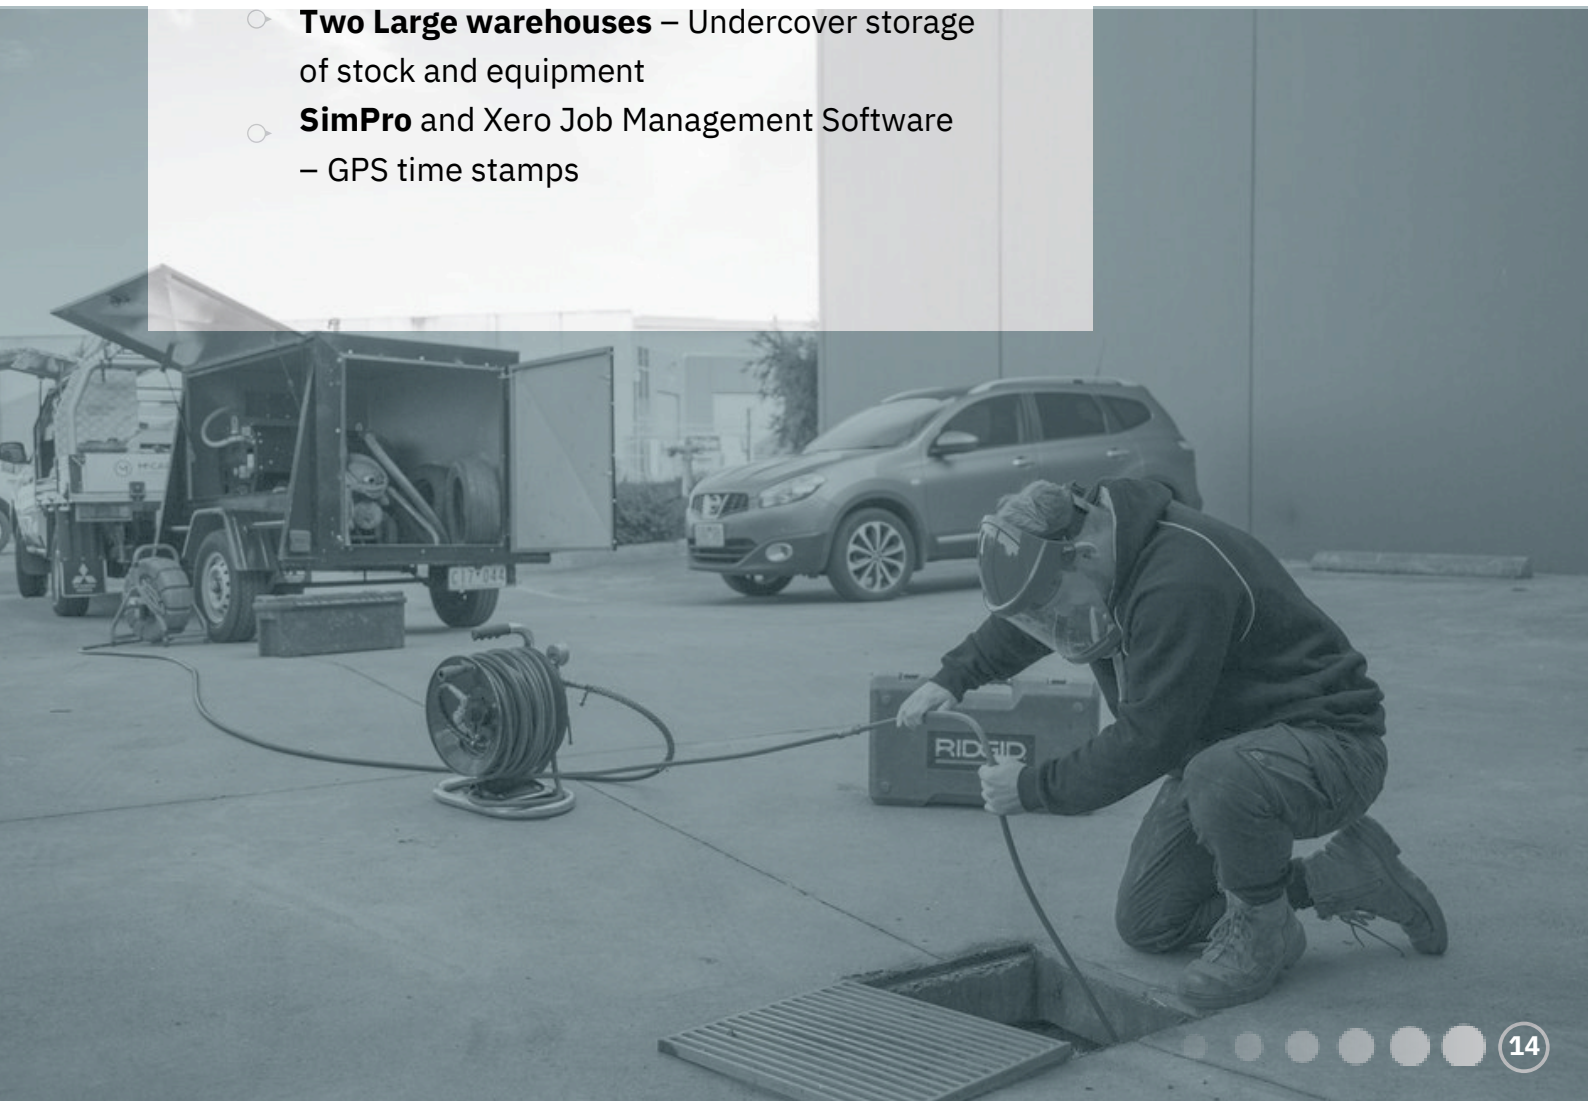 Two Large warehouses – Undercover storage
of stock and equipment
SimPro and Xero Job Management Software
– GPS time stamps
RIDGID
14